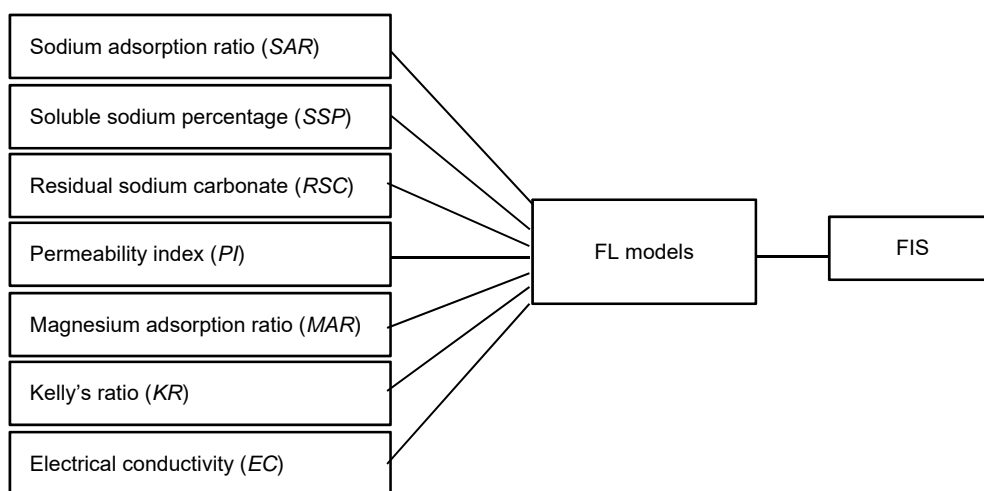 Sodium adsorption ratio (SAR)
Soluble sodium percentage (SSP)
Residual sodium carbonate (RSC)
Permeability index (PI)
Magnesium adsorption ratio (MAR)
Kelly’s ratio (KR)
Electrical conductivity (EC)
FL models
FIS